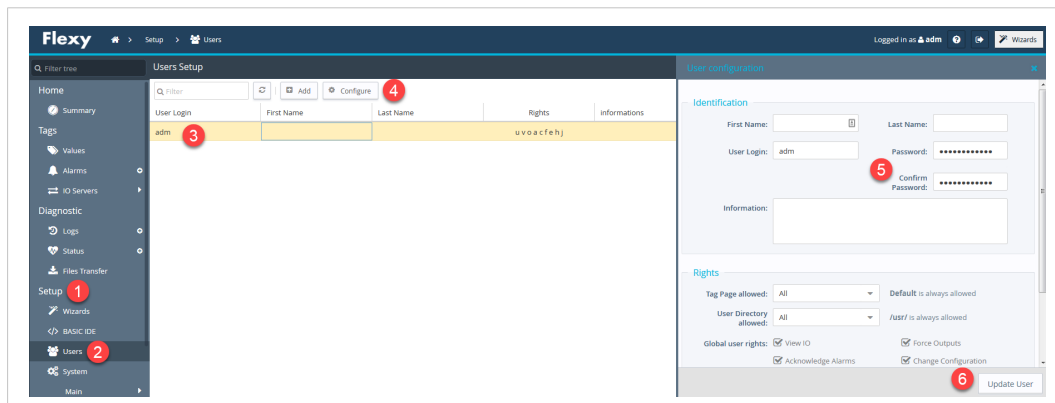 Flexy
Setup
Users
Logged in as adm
Wizards
Filter tree
Home
Summary
Tags
Values
Alarms
IO Servers
Diagnostic
Logs
Status
Files Transfer
Setup 1
Wizards
</> BASIC IDE
Users 2
System
Main
Users Setup
Filter
Add
Configure 4
User Login First Name Last Name Rights Informations
adm 3 u v o a c f e h j
User configuration ×
Identification
First Name: Last Name:
User Login: adm Password: ••••••••••••
5 Confirm
Password: ••••••••••••
Information:
Rights
Tag Page allowed: All Default is always allowed
User Directory
allowed: All /usr/ is always allowed
Global user rights: View IO Force Outputs
Acknowledge Alarms Change Configuration
6 Update User